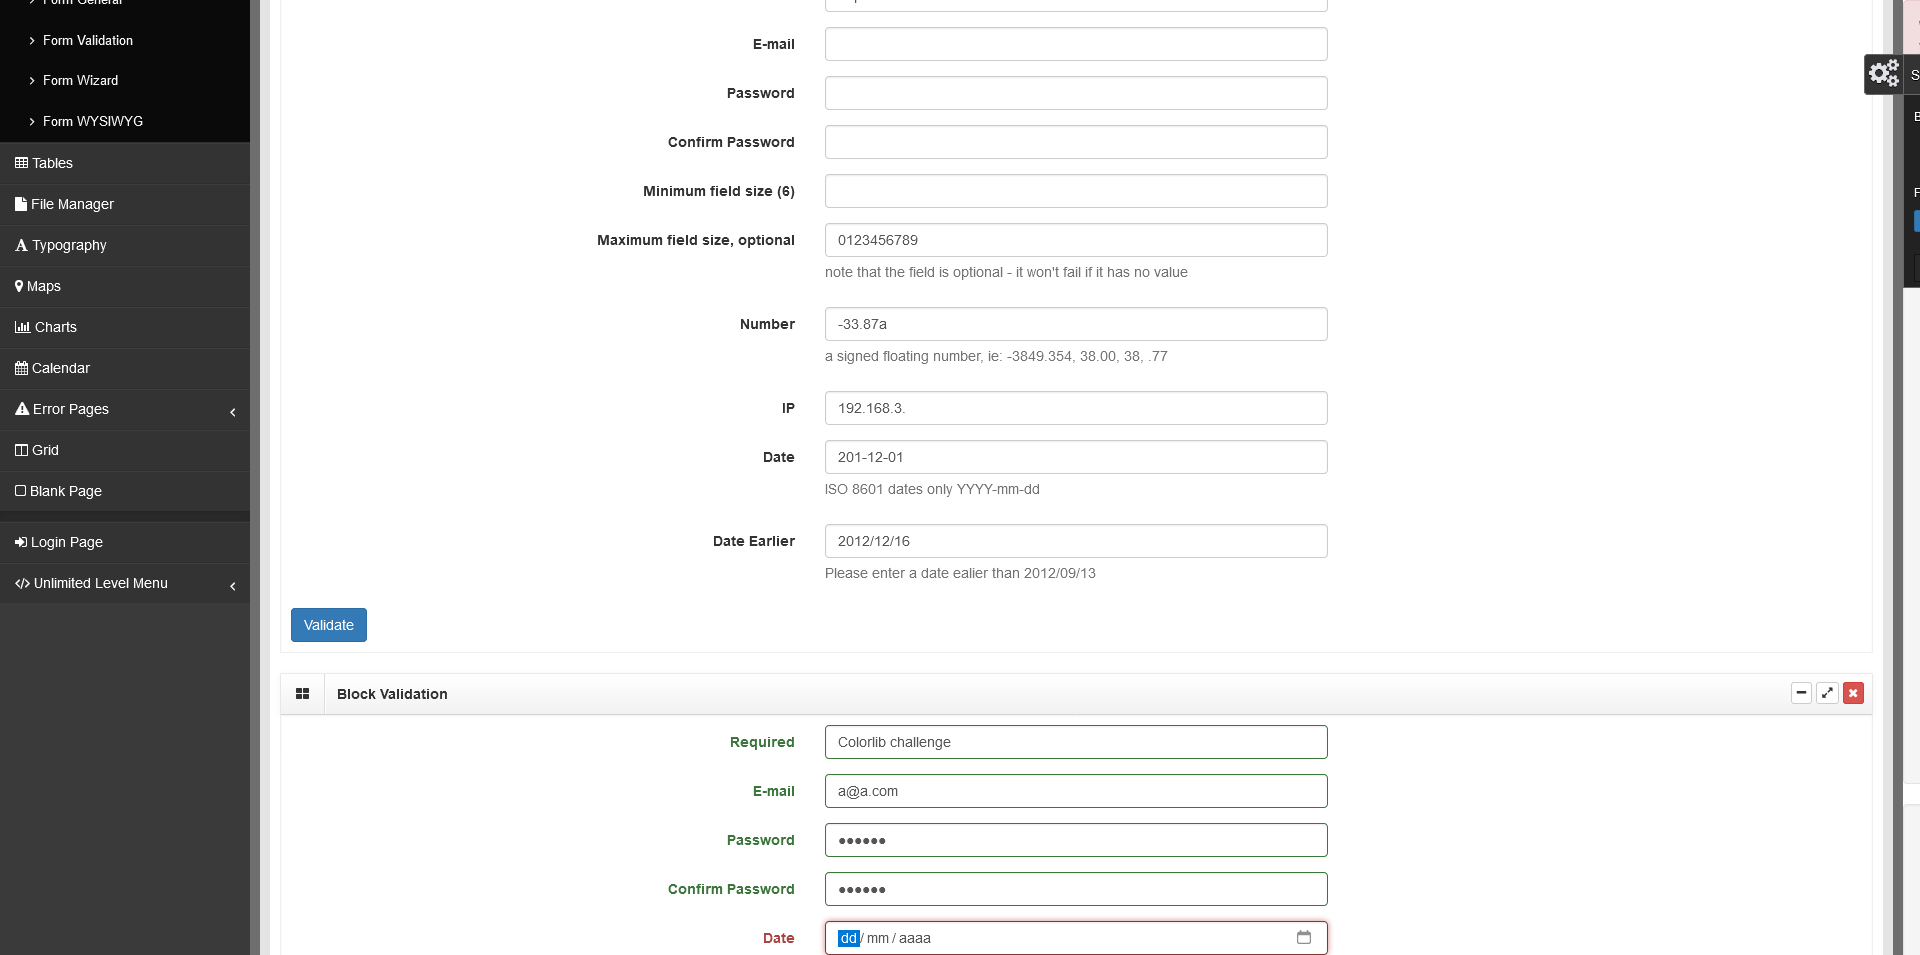 Form General
Form Validation
Form Wizard
Form WYSIWYG
Tables
File Manager
Typography
Maps
Charts
Calendar
Error Pages
Grid
Blank Page
Login Page
Unlimited Level Menu
E-mail
Password
Confirm Password
Minimum field size (6)
Maximum field size, optional 0123456789
note that the field is optional - it won't fail if it has no value
Number -33.87a
a signed floating number, ie: -3849.354, 38.00, 38, .77
IP 192.168.3.
Date 201-12-01
ISO 8601 dates only YYYY-mm-dd
Date Earlier 2012/12/16
Please enter a date ealier than 2012/09/13
Validate
Block Validation
Required Colorlib challenge
E-mail a@a.com
Password ●●●●●●
Confirm Password ●●●●●●
Date dd/mm/aaaa